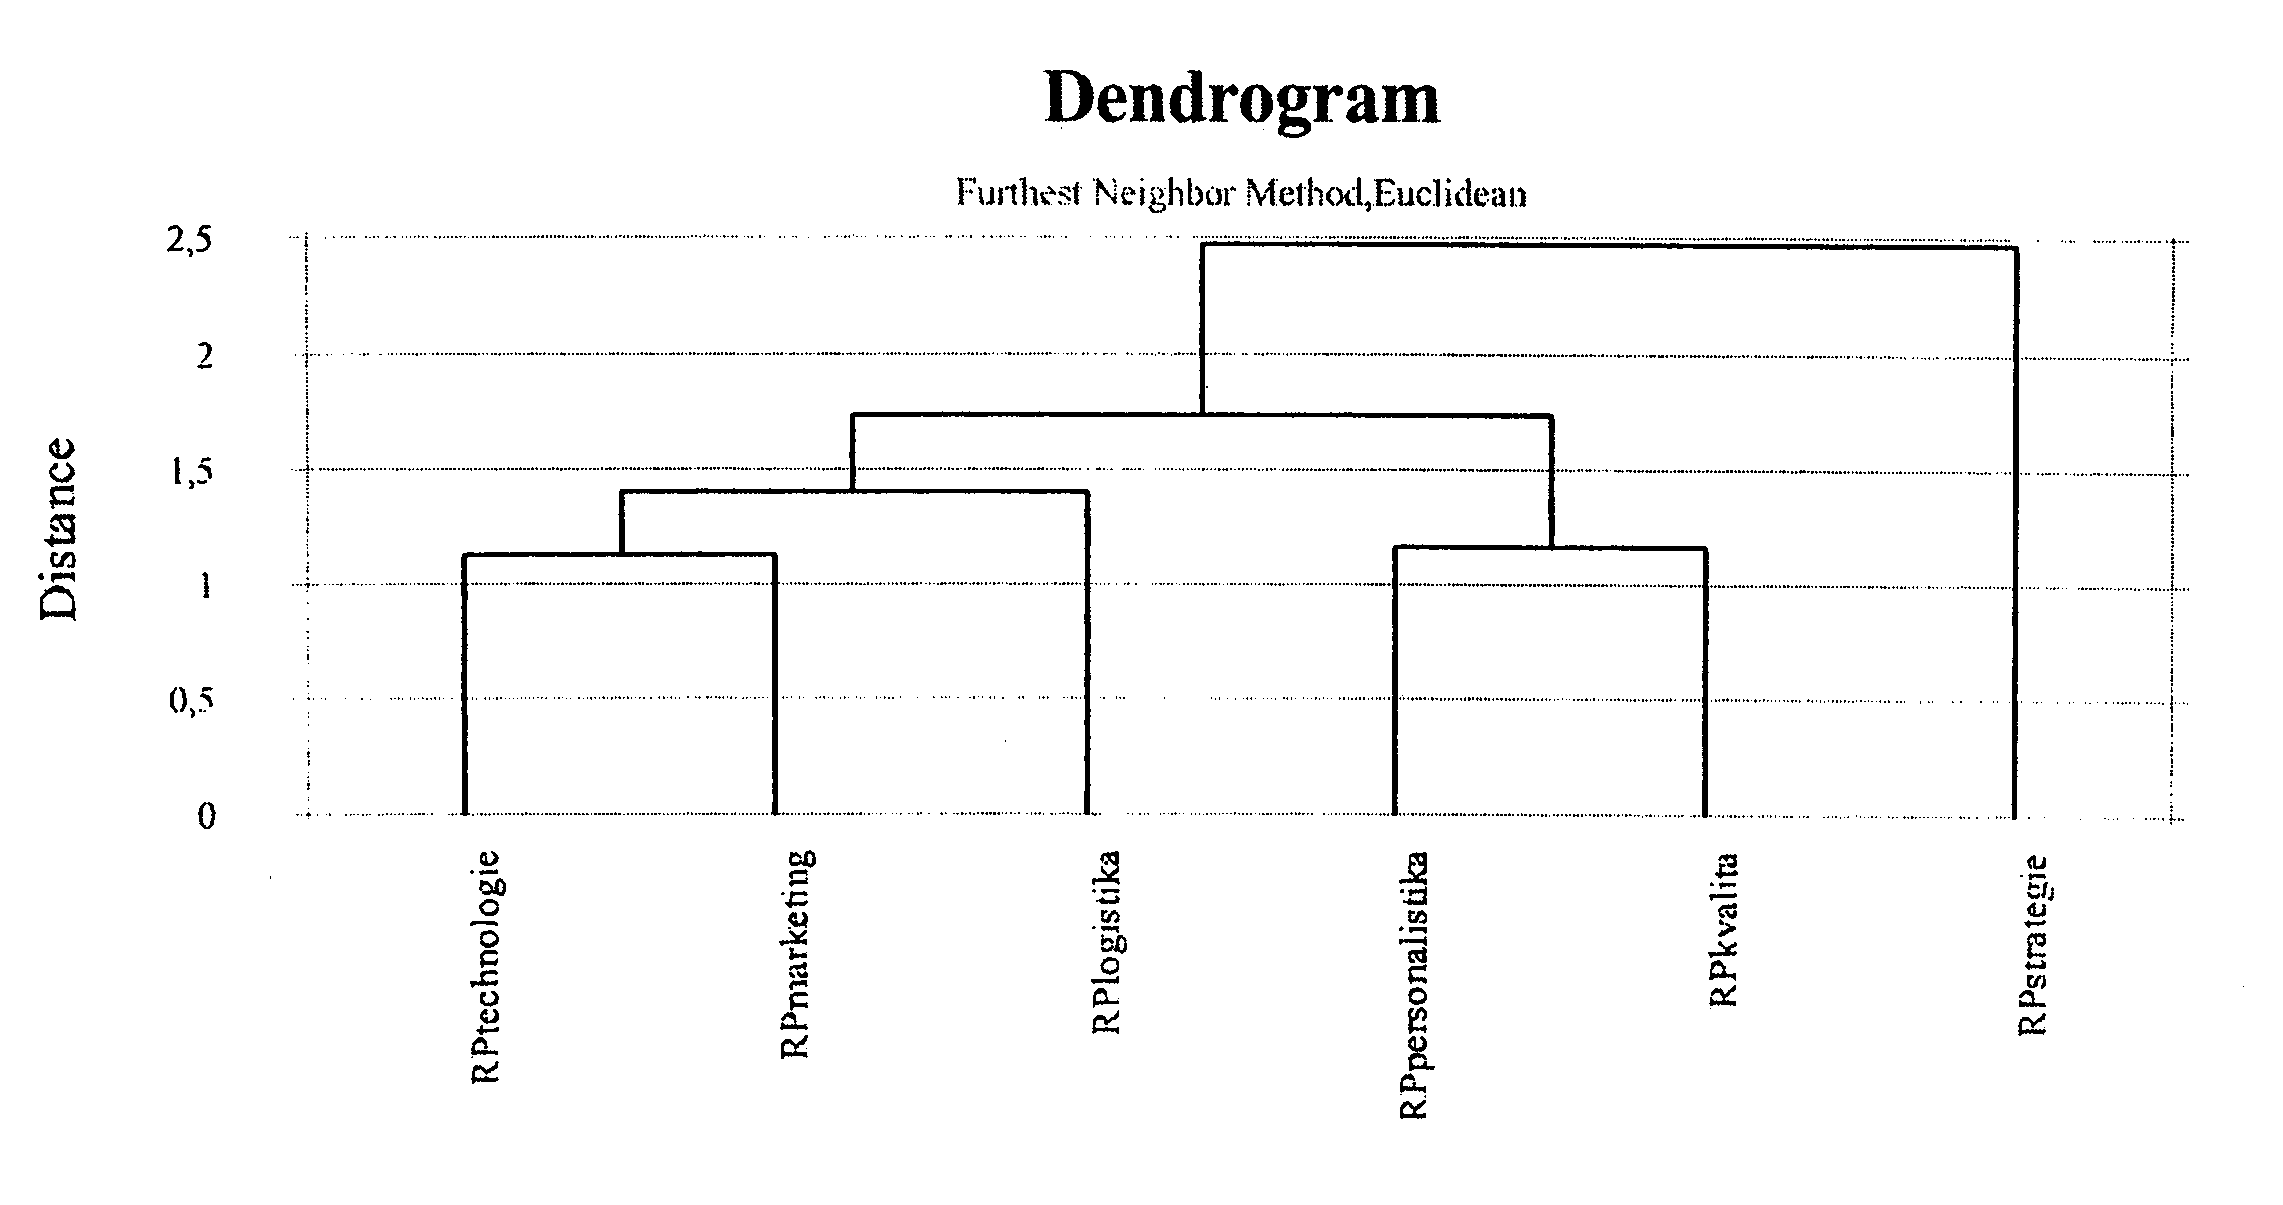 Dendrogram
Furthest Neighbor Method,Euclidean
Distance
2,5
2
1,5
1
0,5
0
RPtechnologie
RPmarketing
RPlogistika
RPpersonalistika
RPkvalita
RPstrategie